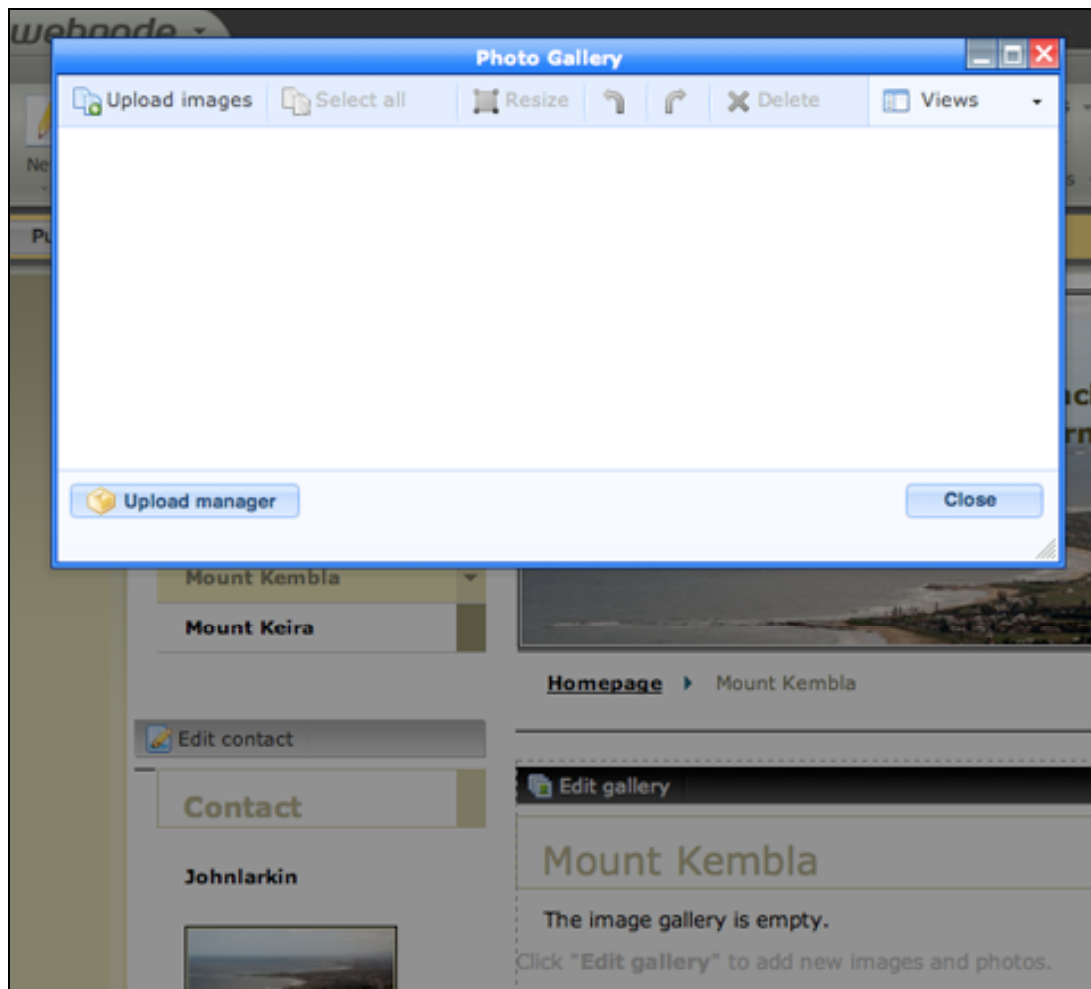 webnode
Photo Gallery
Upload images Select all Resize Delete Views
Upload manager Close
Mount Kembla
Mount Keira
Homepage Mount Kembla
Edit contact
Edit gallery
Contact
Mount Kembla
Johnlarkin
The image gallery is empty.
Click "Edit gallery" to add new images and photos.